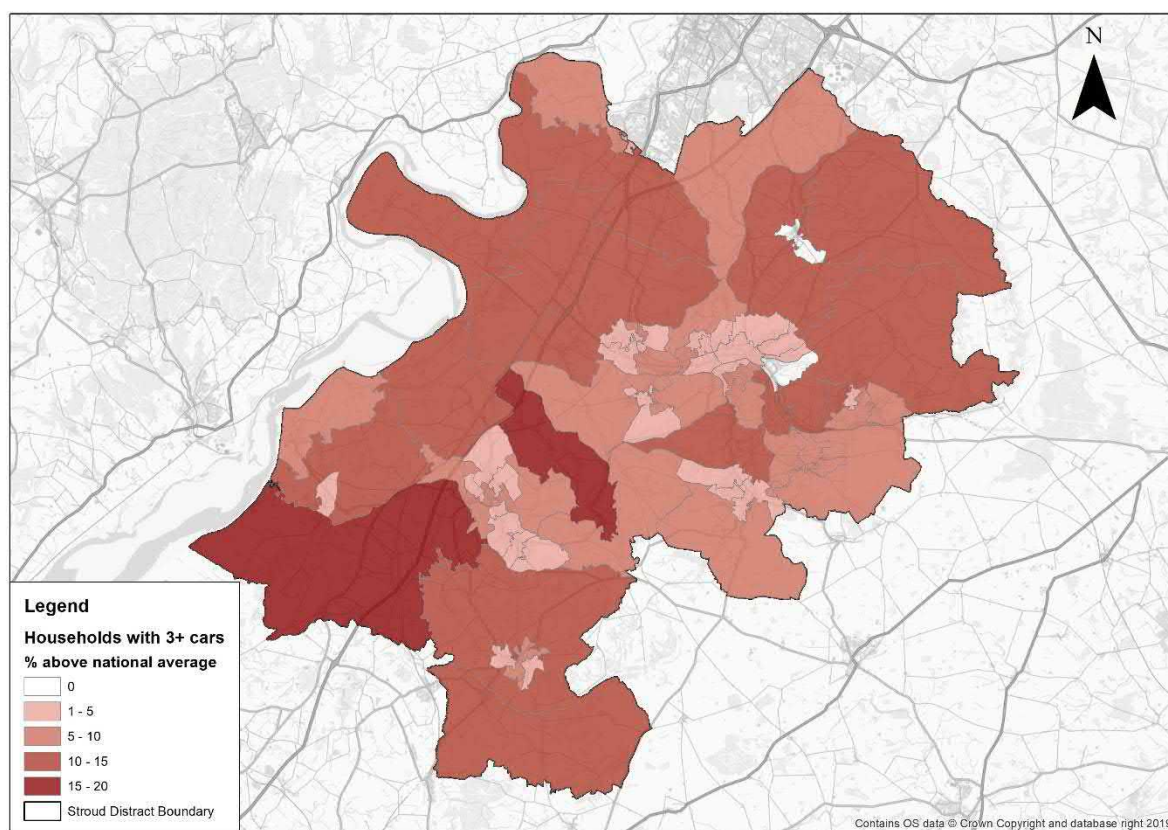 N
Legend
Households with 3+ cars
% above national average
0
1 - 5
5 - 10
10 - 15
15 - 20
Stroud Distract Boundary
Contains OS data © Crown Copyright and database right 2019